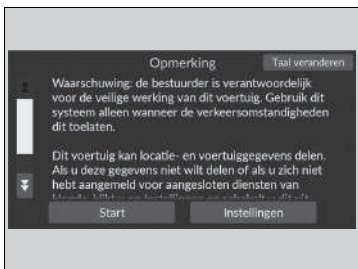 Opmerking
Taal veranderen
Waarschuwing: de bestuurder is verantwoordelijk
voor de veilige werking van dit voertuig. Gebruik dit
systeem alleen wanneer de verkeersomstandigheden
dit toelaten.
Dit voertuig kan locatie- en voertuiggegevens delen.
Als u deze gegevens niet wilt delen of als u zich niet
hebt aangemeld voor aangesloten diensten van
Start
Instellingen